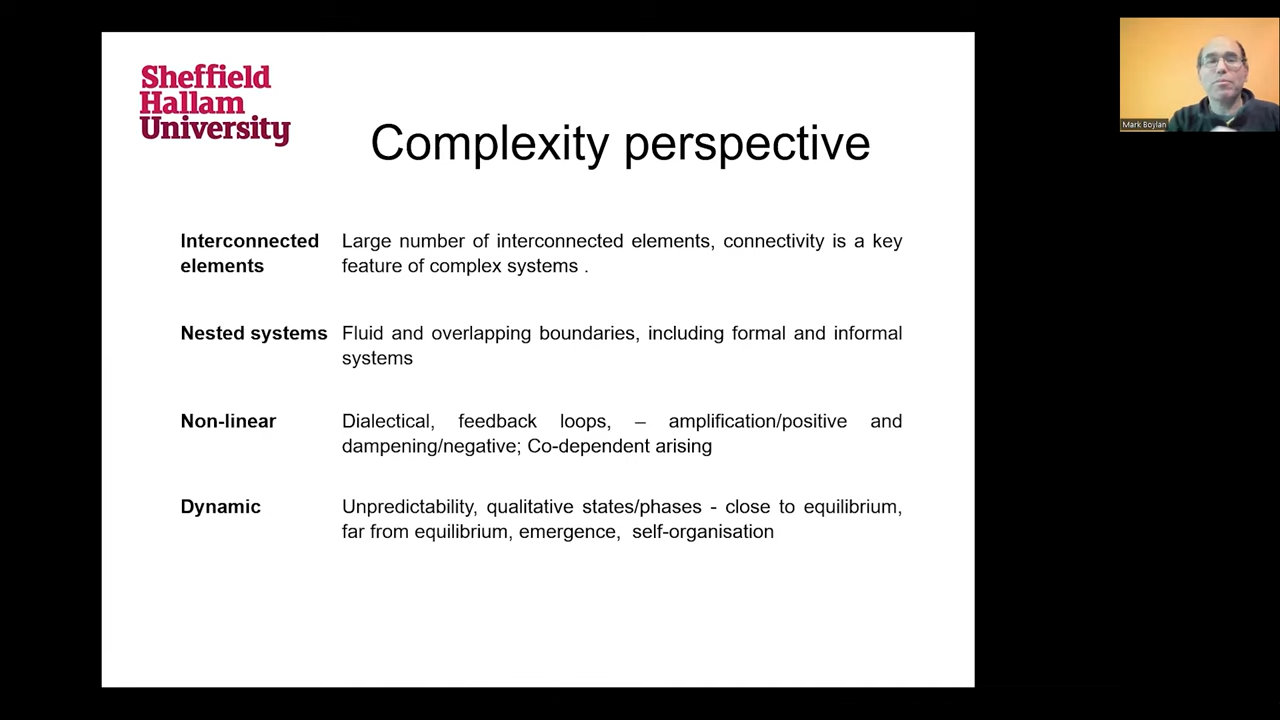 Sheffield
Hallam
University
Complexity perspective
Interconnected elements
Large number of interconnected elements, connectivity is a key
feature of complex systems .
Nested systems
Fluid and overlapping boundaries, including formal and informal
systems
Non-linear
Dialectical, feedback loops, – amplification/positive and
dampening/negative; Co-dependent arising
Dynamic
Unpredictability, qualitative states/phases - close to equilibrium,
far from equilibrium, emergence,  self-organisation
Mark Boylan